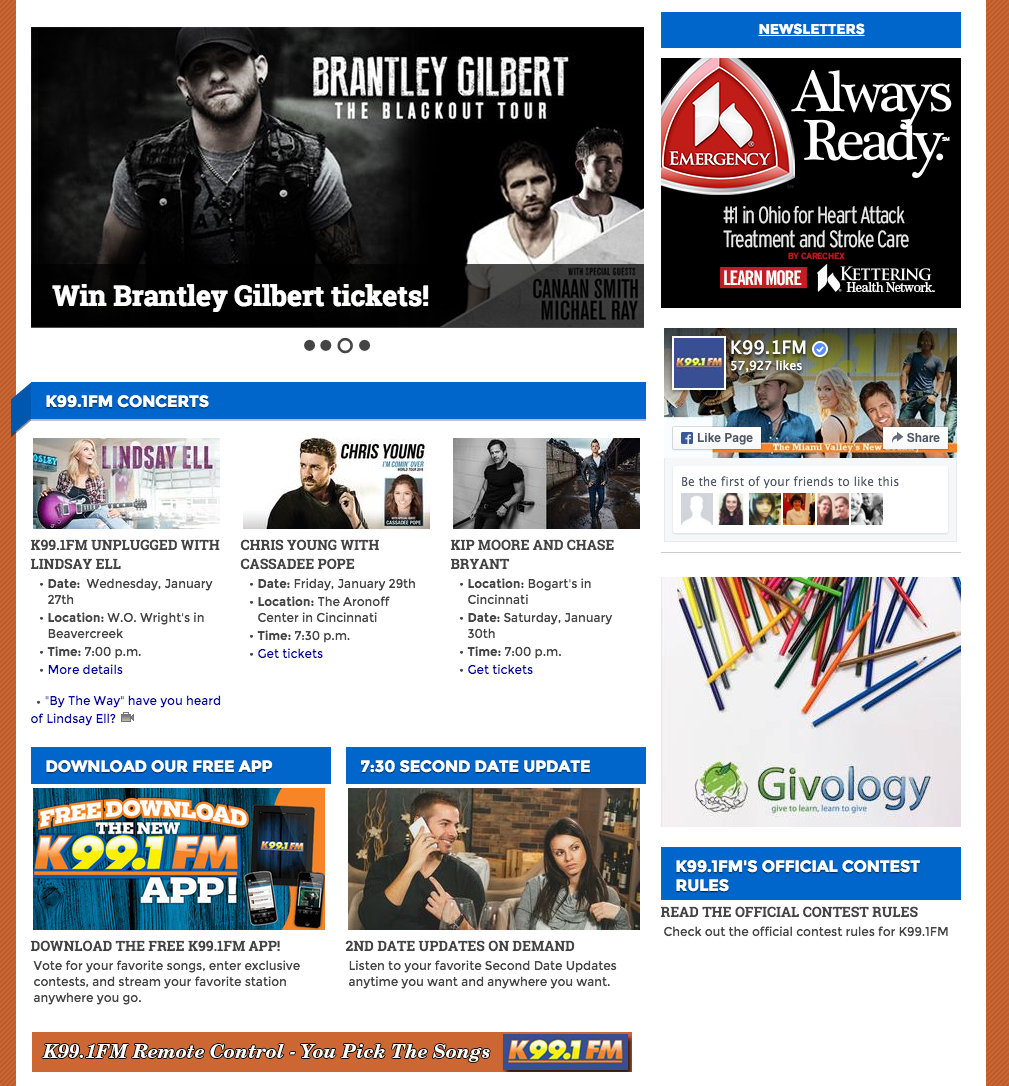 BRANTLEY GILBERT
THE BLACKOUT TOUR
WITH SPECIAL GUESTS
CANAAN SMITH
MICHAEL RAY
Win Brantley Gilbert tickets!
K99.1FM CONCERTS
LINDSAY ELL
K99.1FM UNPLUGGED WITH
LINDSAY ELL
• Date: Wednesday, January
27th
• Location: W.O. Wright's in
Beavercreek
• Time: 7:00 p.m.
• More details
• "By The Way" have you heard
of Lindsay Ell?
CHRIS YOUNG
I'M COMIN' OVER
CASSADEE POPE
CHRIS YOUNG WITH
CASSADEE POPE
• Date: Friday, January 29th
• Location: The Aronoff
Center in Cincinnati
• Time: 7:30 p.m.
• Get tickets
KIP MOORE AND CHASE
BRYANT
• Location: Bogart's in
Cincinnati
• Date: Saturday, January
30th
• Time: 7:00 p.m.
• Get tickets
DOWNLOAD OUR FREE APP
FREE DOWNLOAD
THE NEW
K99.1FM
APP!
K99.1FM
DOWNLOAD THE FREE K99.1FM APP!
Vote for your favorite songs, enter exclusive
contests, and stream your favorite station
anywhere you go.
7:30 SECOND DATE UPDATE
2ND DATE UPDATES ON DEMAND
Listen to your favorite Second Date Updates
anytime you want and anywhere you want.
K99.1FM Remote Control - You Pick The Songs
K99.1FM
NEWSLETTERS
EMERGENCY
Always
Ready.™
#1 in Ohio for Heart Attack
Treatment and Stroke Care
BY CARECHEX
LEARN MORE
KETTERING
Health Network.
K99.1FM
K99.1FM
57,927 likes
Like Page
Share
The Miami Valley's New
Be the first of your friends to like this
Givology
give to learn, learn to give
K99.1FM'S OFFICIAL CONTEST
RULES
READ THE OFFICIAL CONTEST RULES
Check out the official contest rules for K99.1FM